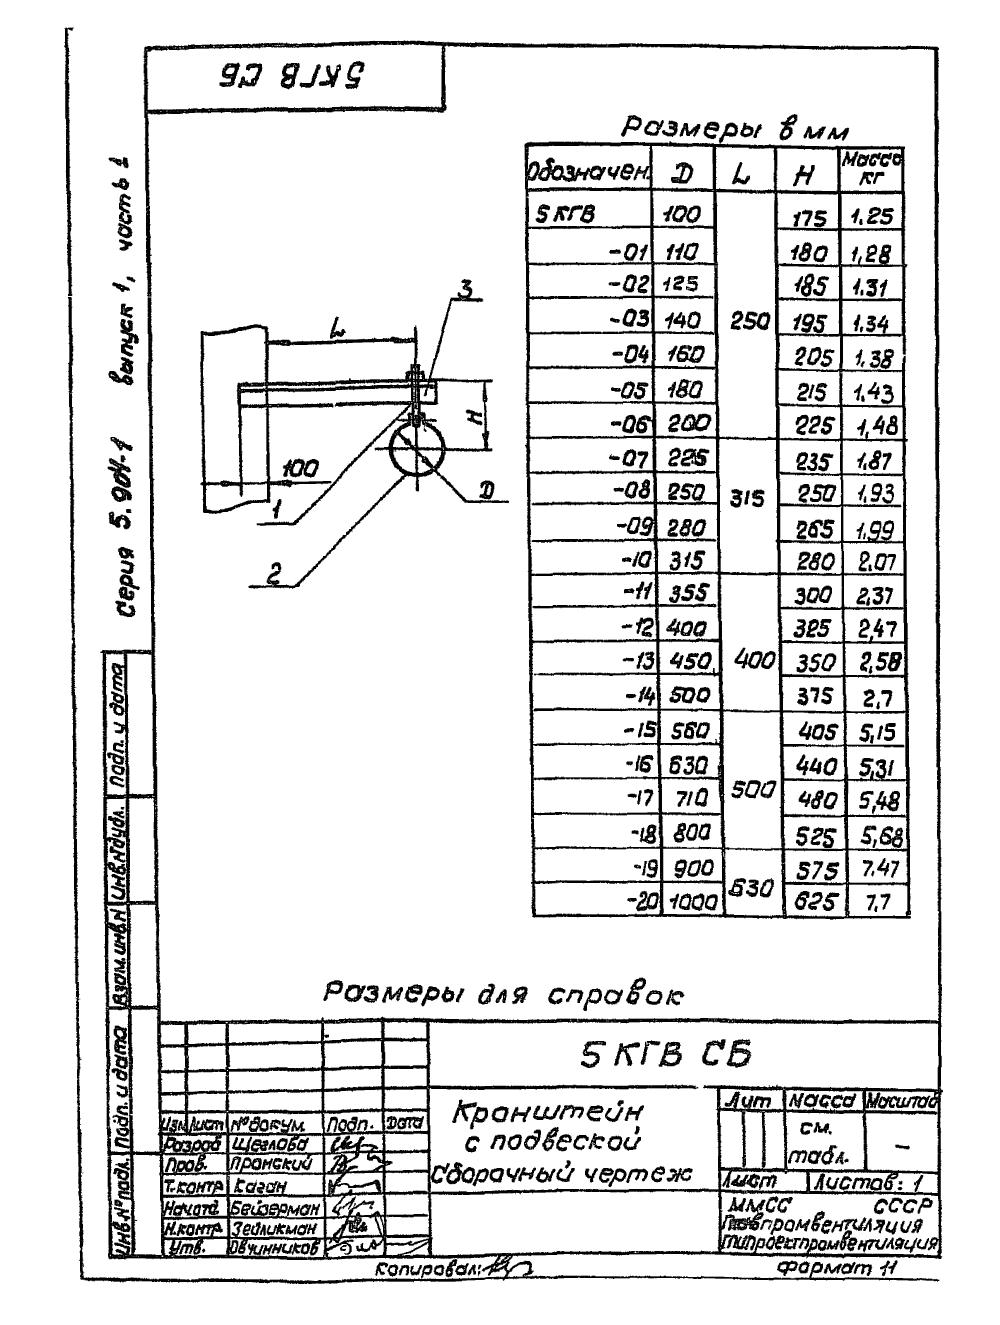 5КГВ СБ
Серия 5.904-1 выпуск 1, часть 1
Размеры в мм
Обозначен. D L H Масса кг
5КГВ 100 250 175 1.25
-01 110 180 1,28
-02 125 185 1.31
-03 140 195 1.34
-04 160 205 1.38
-05 180 215 1.43
-06 200 225 1,48
-07 225 315 235 1.87
-08 250 250 1,93
-09 280 265 1.99
-10 315 280 2.07
-11 355 400 300 2,37
-12 400 325 2,47
-13 450 350 2,58
-14 500 375 2.7
-15 560 500 405 5,15
-16 630 440 5,31
-17 710 480 5,48
-18 800 525 5,68
-19 900 630 575 7.47
-20 1000 625 7.7
L
3
H
100
D
1
2
Размеры для справок
Подп. и дата
Инв.№дубл.
Взам.инв.№
Подп. и дата
Инв.№подл.
5КГВ СБ
Кронштейн
с подвеской
Сборочный чертеж
Лит Масса Масштаб
см.
табл. –
Лист Листов: 1
ММСС СССР
Главпромвентиляция
Гипроектпромвентиляция
Изм Лист №докум. Подп. Дата
Разраб Щеглова
Пров. Пронский
Т.контр Каган
Нач отд Бейзерман
Н.контр Зедликман
Утв. Овчинников
Копировал:
Формат 11